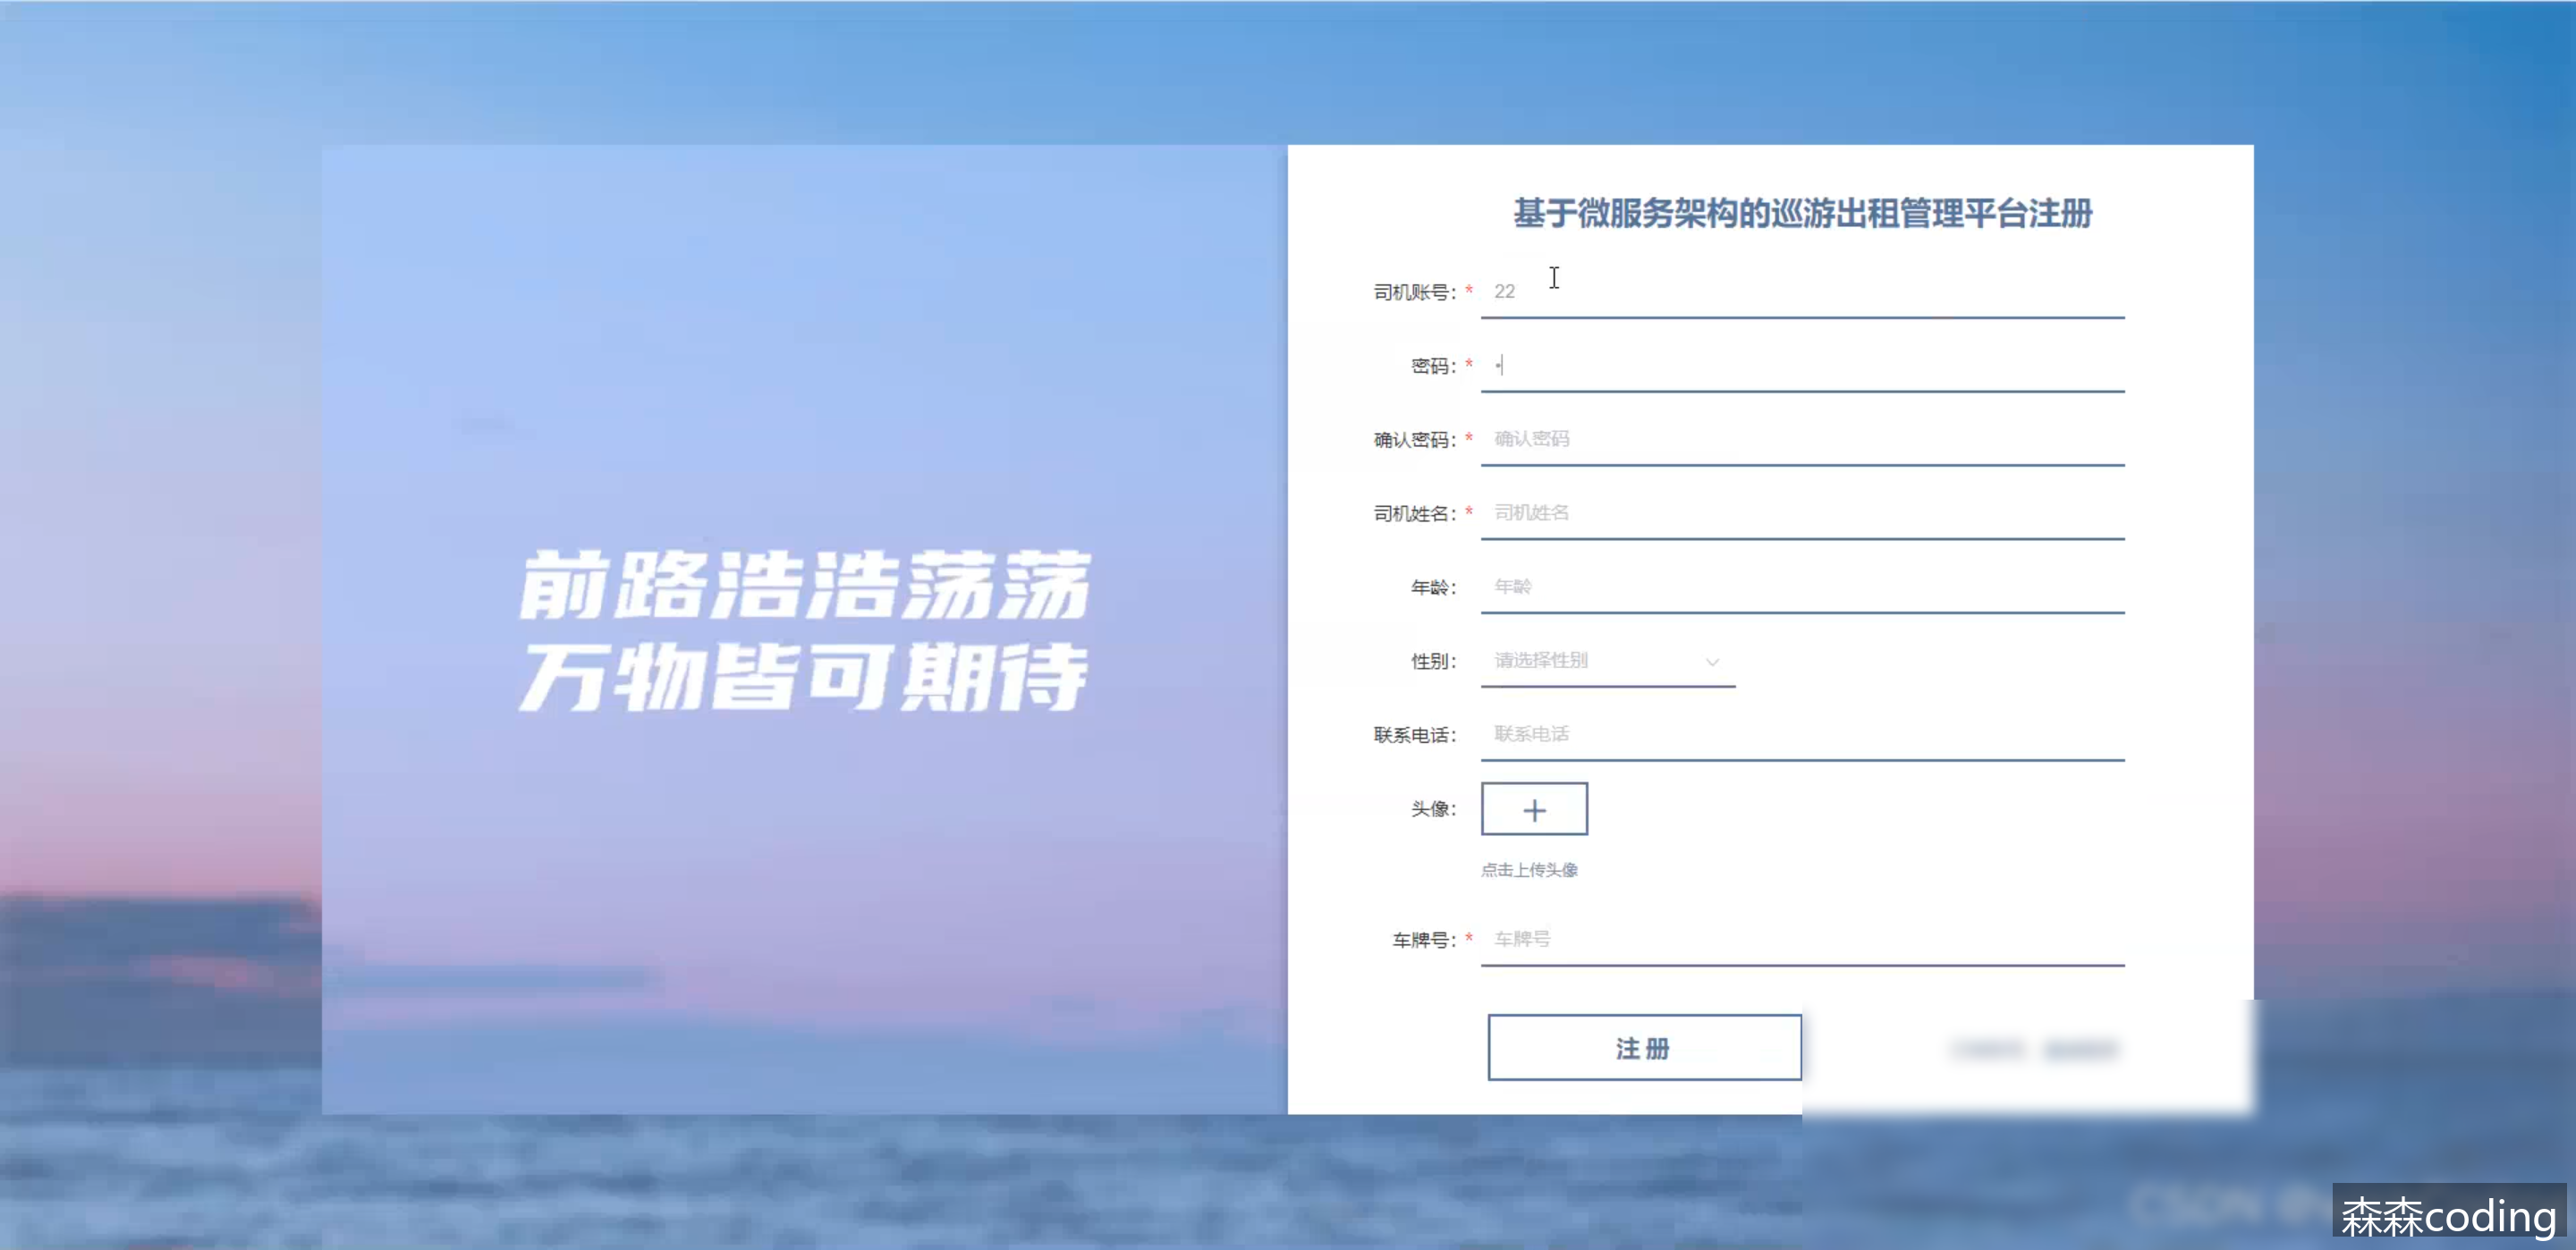 前路浩浩荡荡
万物皆可期待
基于微服务架构的巡游出租管理平台注册
司机账号: * 22
密码: * •
确认密码: * 确认密码
司机姓名: * 司机姓名
年龄: 年龄
性别: 请选择性别
联系电话: 联系电话
头像: +
点击上传头像
车牌号: * 车牌号
注册
CSDN
森森coding